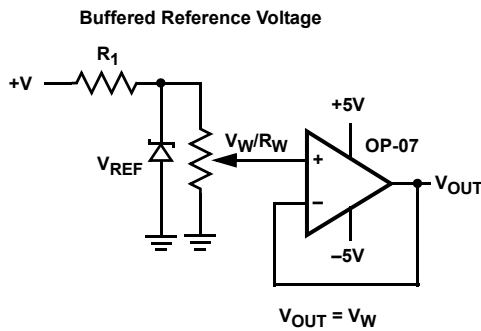 Buffered Reference Voltage
R1
+V
+5V
OP-07
VW/RW
VREF
+
–
VOUT
–5V
VOUT = VW